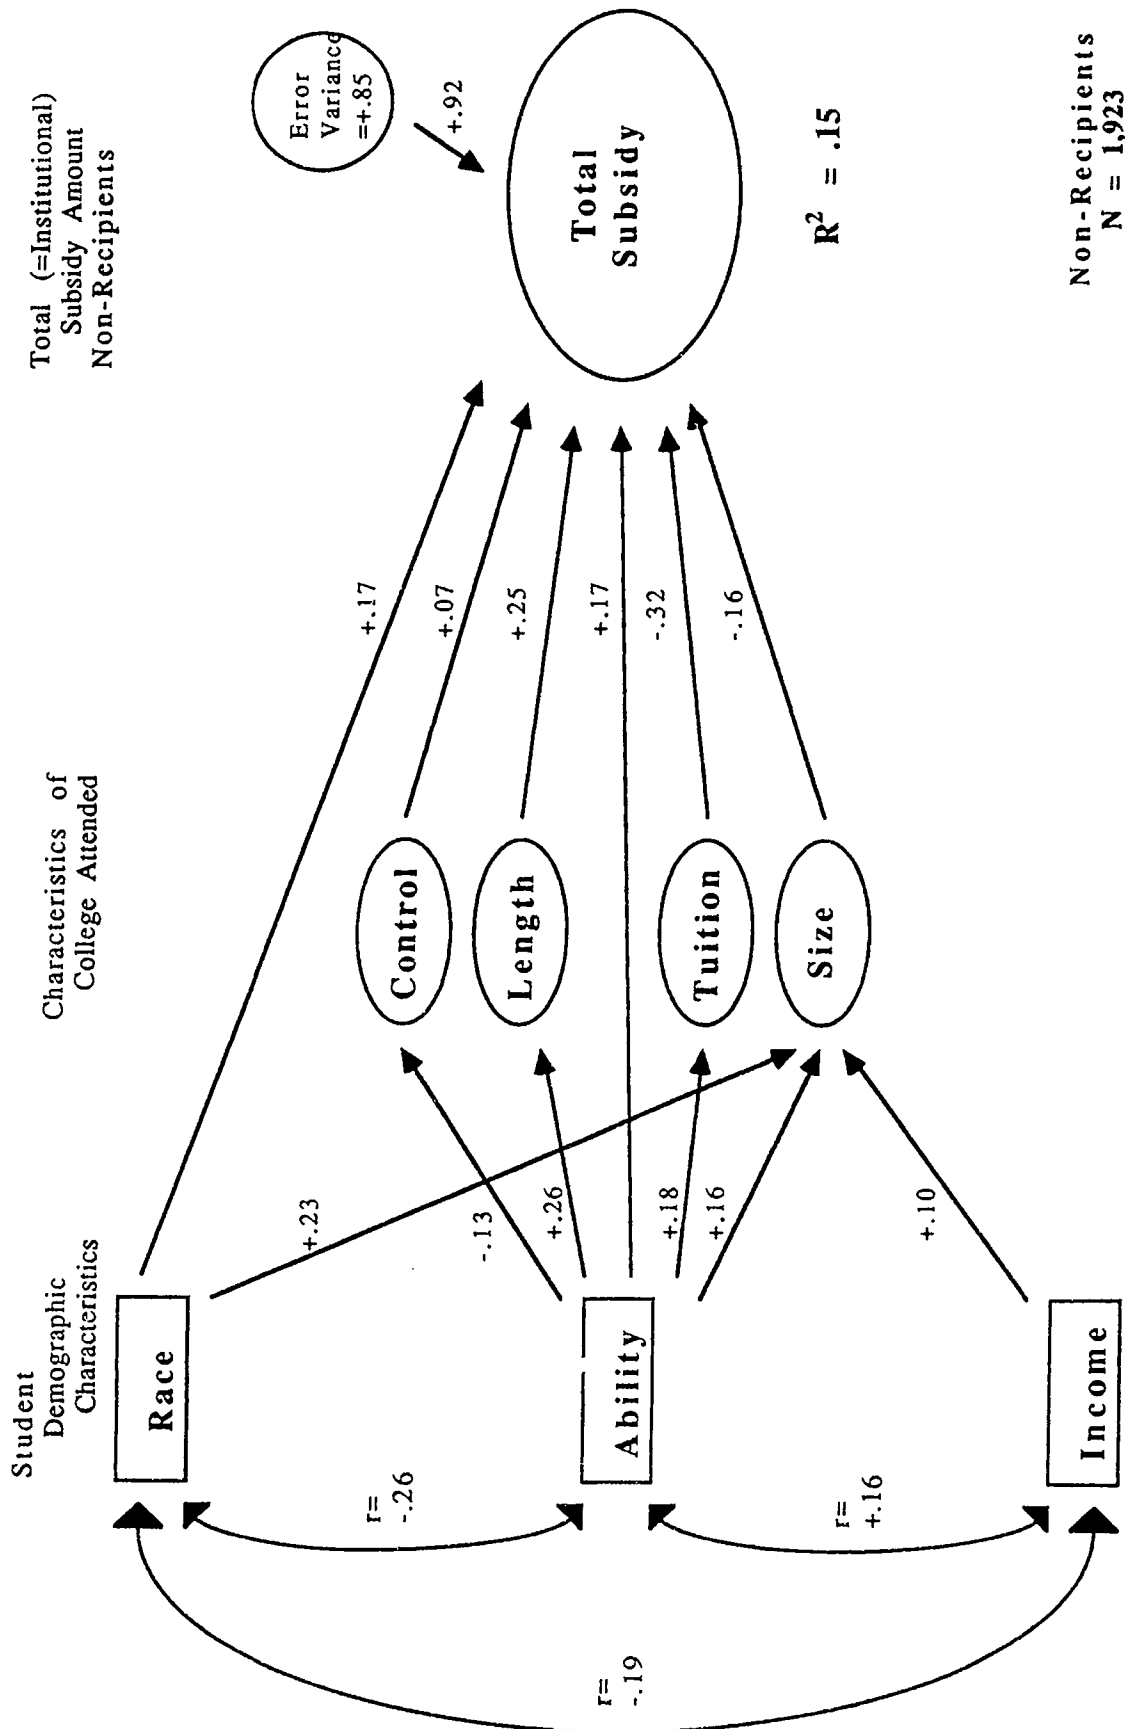 Student
Demographic
Characteristics
Characteristics of
College Attended
Total (=Institutional)
Subsidy Amount
Non-Recipients
Race
Ability
Income
r=
-.26
r=
+.16
r=
-.19
+.23
-.13
+.26
+.18
+.16
+.10
Control
Length
Tuition
Size
+.17
+.07
+.25
+.17
-.32
-.16
Error
Variance
=+.85
+.92
Total
Subsidy
R² = .15
Non-Recipients
N = 1,923